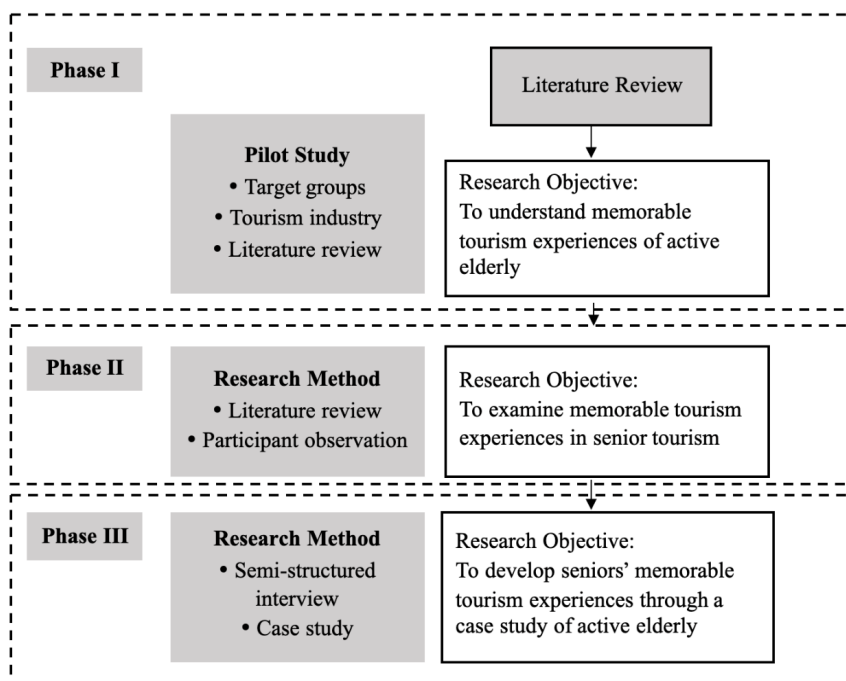 Phase I
Literature Review
Pilot Study
• Target groups
• Tourism industry
• Literature review
Research Objective:
To understand memorable
tourism experiences of active
elderly
Phase II
Research Method
• Literature review
• Participant observation
Research Objective:
To examine memorable tourism
experiences in senior tourism
Phase III
Research Method
• Semi-structured
interview
• Case study
Research Objective:
To develop seniors’ memorable
tourism experiences through a
case study of active elderly